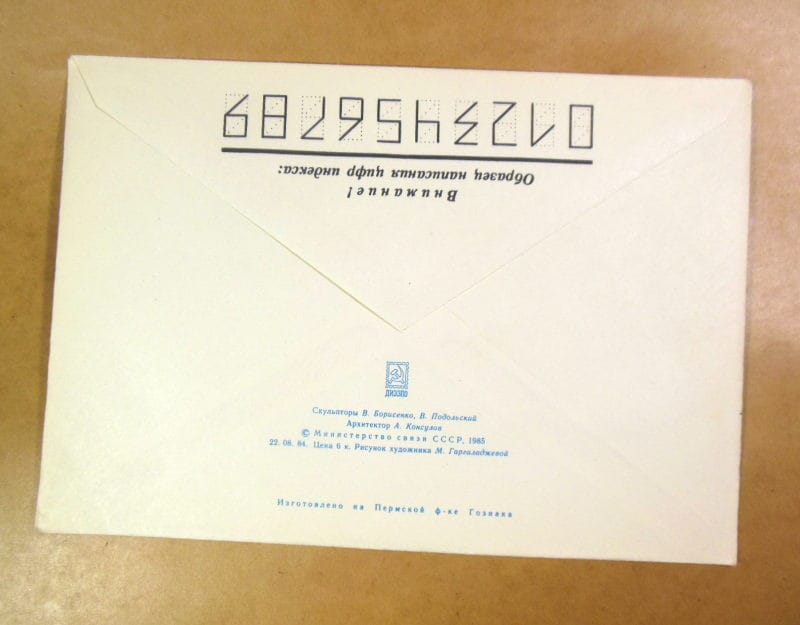 Внимание!
Образец написания цифр индекса:
0123456789
ДИЭЗПО
Скульпторы В. Борисенко, В. Подольский
Архитектор А. Консулов
© Министерство связи СССР, 1985
22. 08. 84. Цена 6 к. Рисунок художника М. Гаргаладжевой
Изготовлено на Пермской ф-ке Гознака